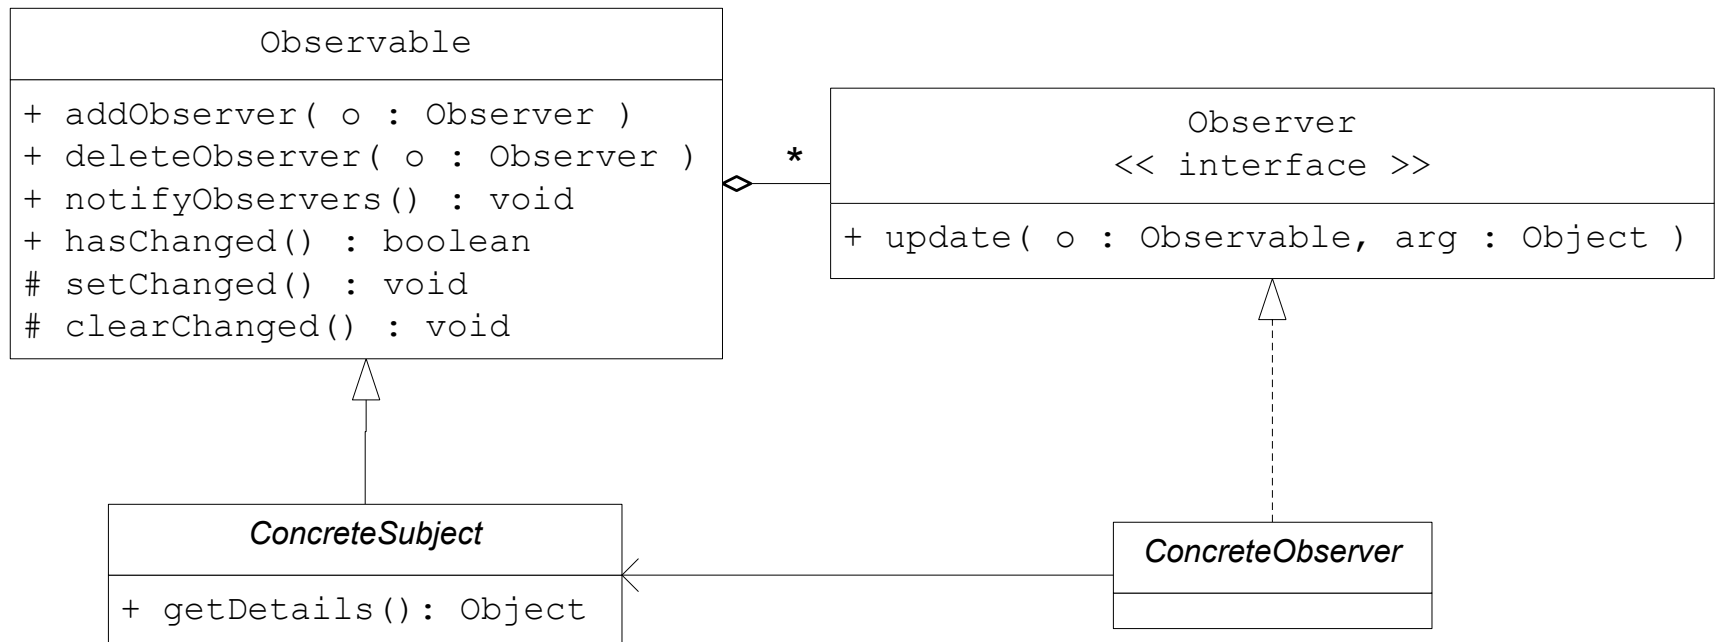 Observable
+ addObserver( o : Observer )
+ deleteObserver( o : Observer )
+ notifyObservers() : void
+ hasChanged() : boolean
# setChanged() : void
# clearChanged() : void
*
Observer
<< interface >>
+ update( o : Observable, arg : Object )
ConcreteSubject
+ getDetails(): Object
ConcreteObserver